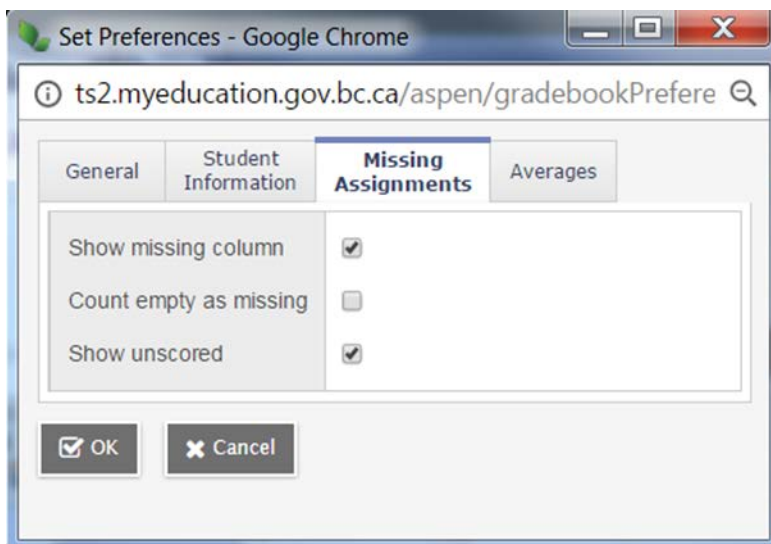 Set Preferences - Google Chrome
ts2.myeducation.gov.bc.ca/aspen/gradebookPrefere
General
Student
Information
Missing
Assignments
Averages
Show missing column
Count empty as missing
Show unscored
OK
Cancel